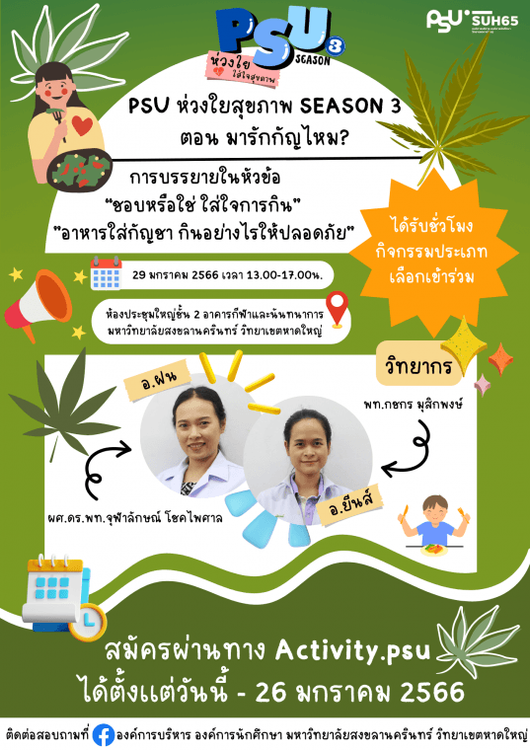 PSU SUH65
PSU 3
SEASON
ห่วงใย
ใส่ใจสุขภาพ
PSU ห่วงใยสุขภาพ SEASON 3
ตอน มารักกัญไหม?
การบรรยายในหัวข้อ
“ชอบหรือใช่ ใส่ใจการกิน”
"อาหารใส่กัญชา กินอย่างไรให้ปลอดภัย"
ได้รับชั่วโมง
กิจกรรมประเภท
เลือกเข้าร่วม
29 มกราคม 2566 เวลา 13.00-17.00น.
ห้องประชุมใหญ่ชั้น 2 อาคารกีฬาและนันทนาการ
มหาวิทยาลัยสงขลานครินทร์ วิทยาเขตหาดใหญ่
วิทยากร
อ.ฝน
พท.กชกร มุสิกพงษ์
อ.ยีนส์
ผศ.ดร.พท.จุฬาลักษณ์ โชคไพศาล
สมัครผ่านทาง Activity.psu
ได้ตั้งแต่วันนี้ - 26 มกราคม 2566
ติดต่อสอบถามที่ องค์การบริหาร องค์การนักศึกษา มหาวิทยาลัยสงขลานครินทร์ วิทยาเขตหาดใหญ่